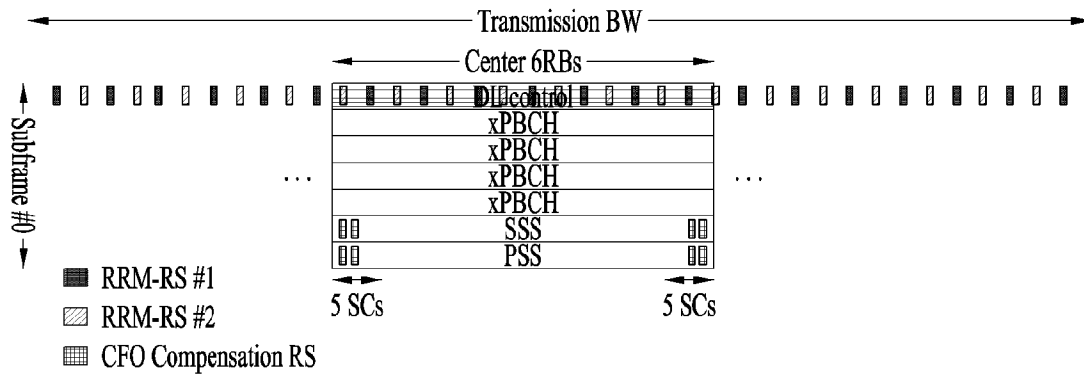 Transmission BW
Center 6RBs
DL control
xPBCH
xPBCH
xPBCH
xPBCH
SSS
PSS
Subframe #0
... ...
5 SCs 5 SCs
RRM-RS #1
RRM-RS #2
CFO Compensation RS